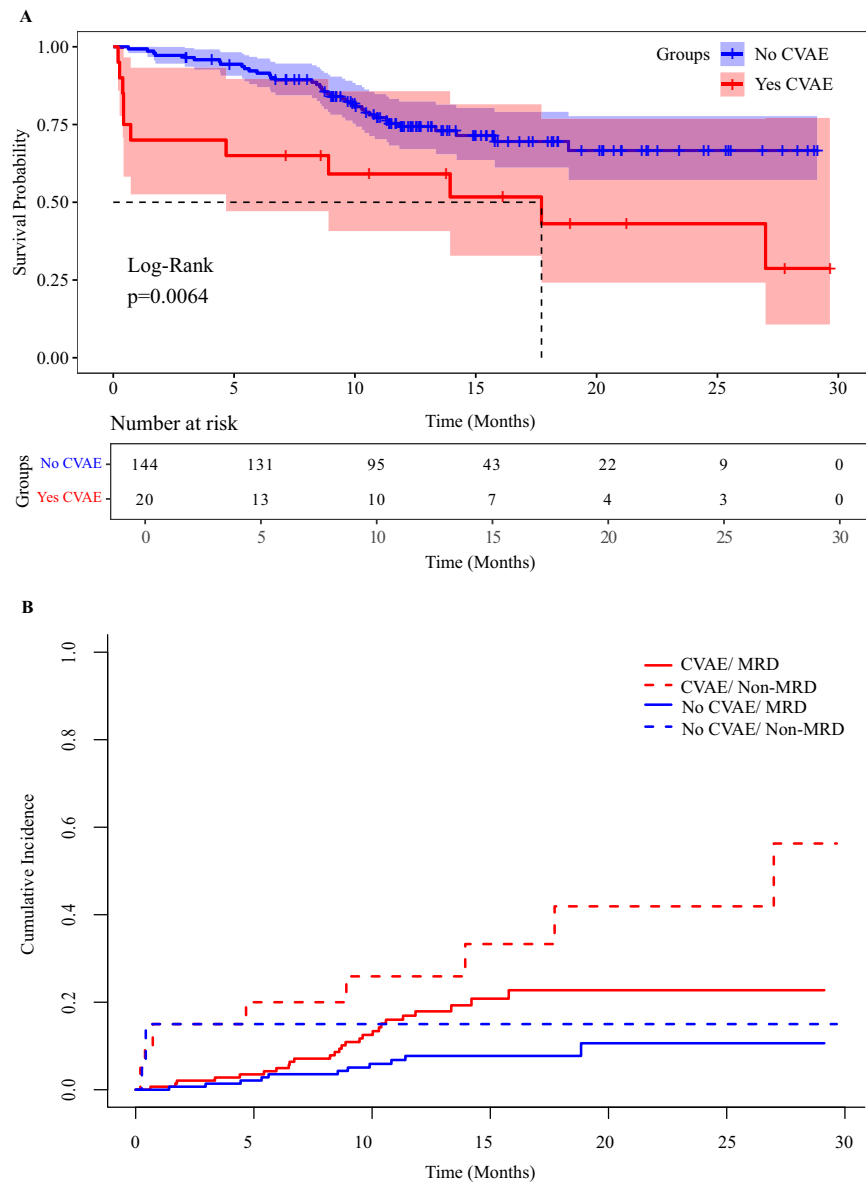 A
Survival Probability
1.00
0.75
0.50
0.25
0.00
Groups
No CVAE
Yes CVAE
Log-Rank
p=0.0064
0 5 10 15 20 25 30
Time (Months)
Number at risk
Groups
No CVAE 144 131 95 43 22 9 0
Yes CVAE 20 13 10 7 4 3 0
0 5 10 15 20 25 30
Time (Months)
B
Cumulative Incidence
1.0
0.8
0.6
0.4
0.2
0.0
CVAE/ MRD
CVAE/ Non-MRD
No CVAE/ MRD
No CVAE/ Non-MRD
0 5 10 15 20 25 30
Time (Months)